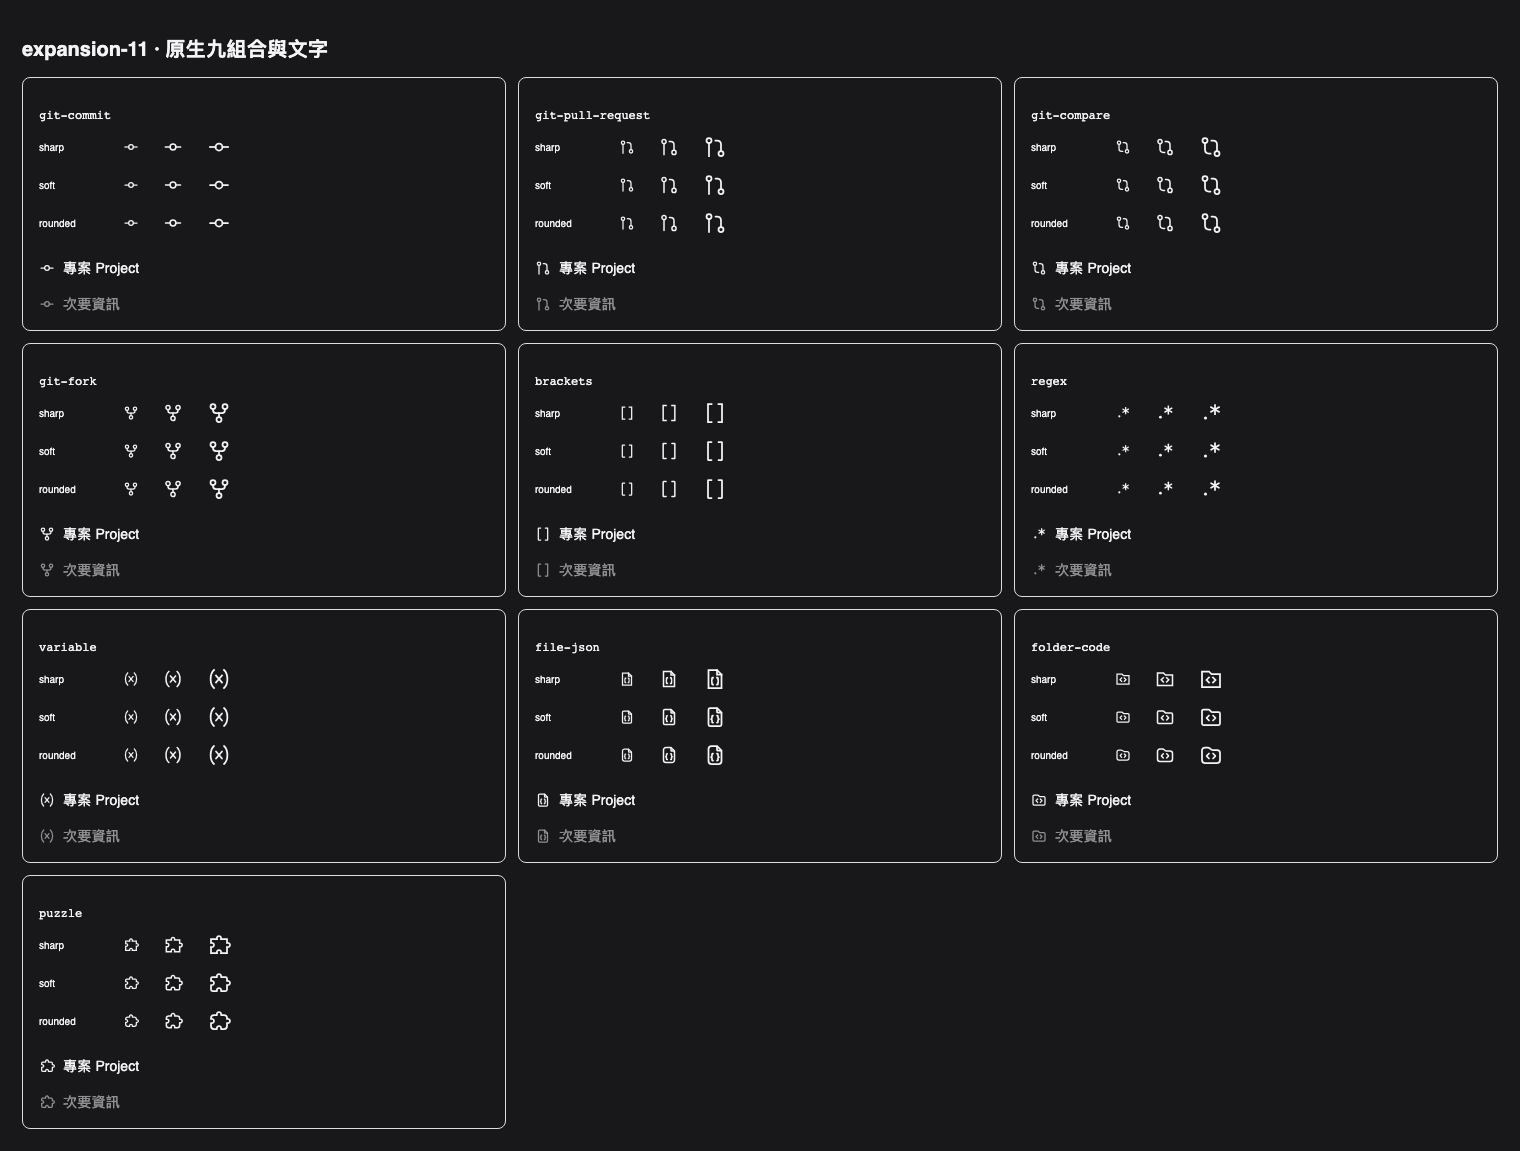 expansion-11 · 原生九組合與文字
git-commit
sharp
soft
rounded
專案 Project
次要資訊
git-pull-request
sharp
soft
rounded
專案 Project
次要資訊
git-compare
sharp
soft
rounded
專案 Project
次要資訊
git-fork
sharp
soft
rounded
專案 Project
次要資訊
brackets
sharp
soft
rounded
專案 Project
次要資訊
regex
sharp
soft
rounded
專案 Project
次要資訊
variable
sharp
soft
rounded
專案 Project
次要資訊
file-json
sharp
soft
rounded
專案 Project
次要資訊
folder-code
sharp
soft
rounded
專案 Project
次要資訊
puzzle
sharp
soft
rounded
專案 Project
次要資訊